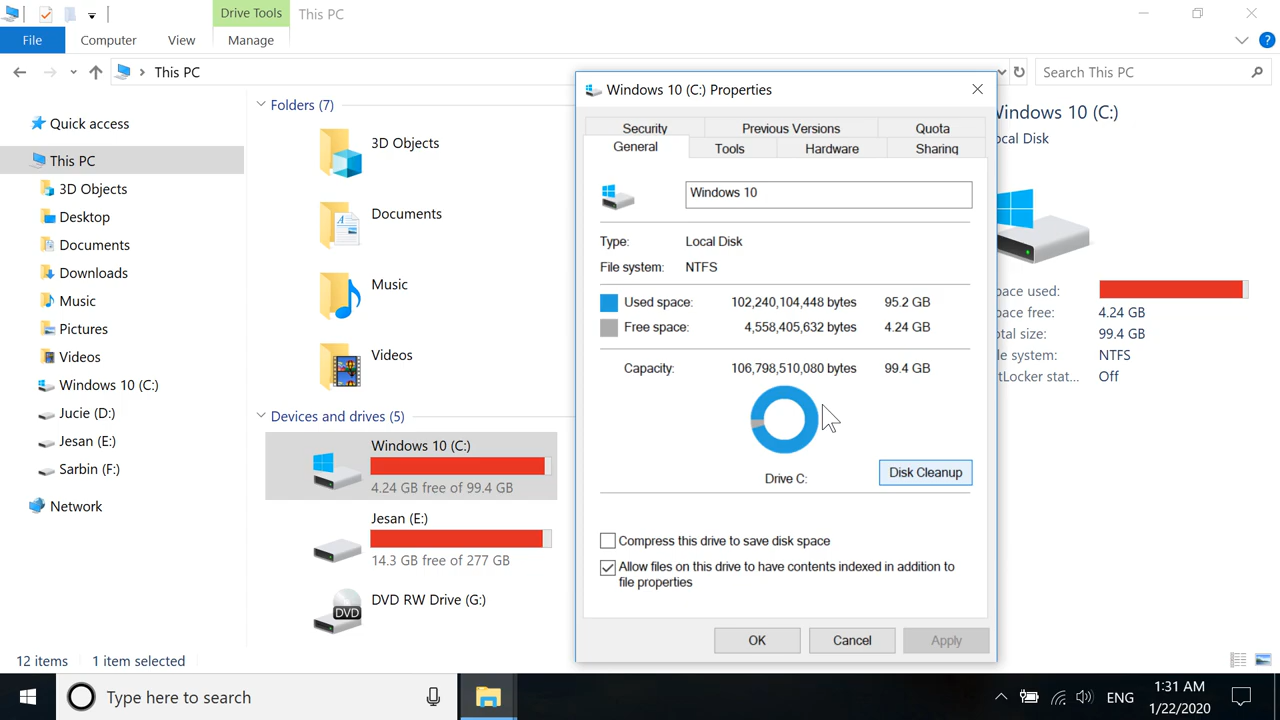 Drive Tools
This PC
File
Computer
View
Manage
This PC
Search This PC
Quick access
This PC
3D Objects
Desktop
Documents
Downloads
Music
Pictures
Videos
Windows 10 (C:)
Jucie (D:)
Jesan (E:)
Sarbin (F:)
Network
Folders (7)
3D Objects
Documents
Music
Videos
Devices and drives (5)
Windows 10 (C:)
4.24 GB free of 99.4 GB
Jesan (E:)
14.3 GB free of 277 GB
DVD RW Drive (G:)
DVD
Windows 10 (C:) Properties
Security
Previous Versions
Quota
General
Tools
Hardware
Sharing
Windows 10
Type: Local Disk
File system: NTFS
Used space: 102,240,104,448 bytes 95.2 GB
Free space: 4,558,405,632 bytes 4.24 GB
Capacity: 106,798,510,080 bytes 99.4 GB
Drive C:
Disk Cleanup
Compress this drive to save disk space
Allow files on this drive to have contents indexed in addition to
file properties
OK
Cancel
Apply
indows 10 (C:)
ocal Disk
pace used:
pace free: 4.24 GB
otal size: 99.4 GB
le system: NTFS
tLocker stat... Off
12 items
1 item selected
Type here to search
ENG
1:31 AM
1/22/2020